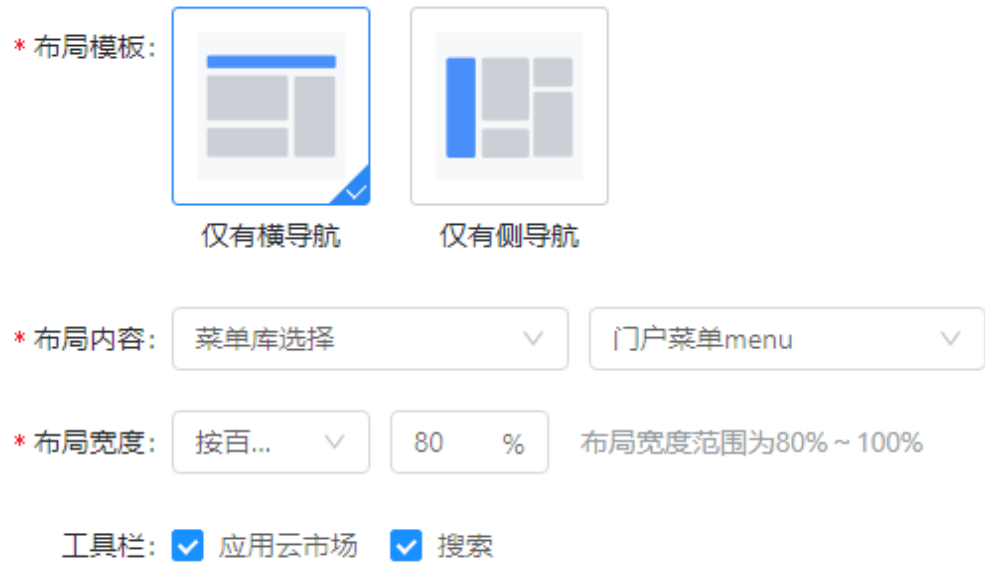 * 布局模板：
仅有横导航 仅有侧导航
* 布局内容： 菜单库选择 门户菜单menu
* 布局宽度： 按百... 80 % 布局宽度范围为80% ~ 100%
工具栏： 应用云市场 搜索